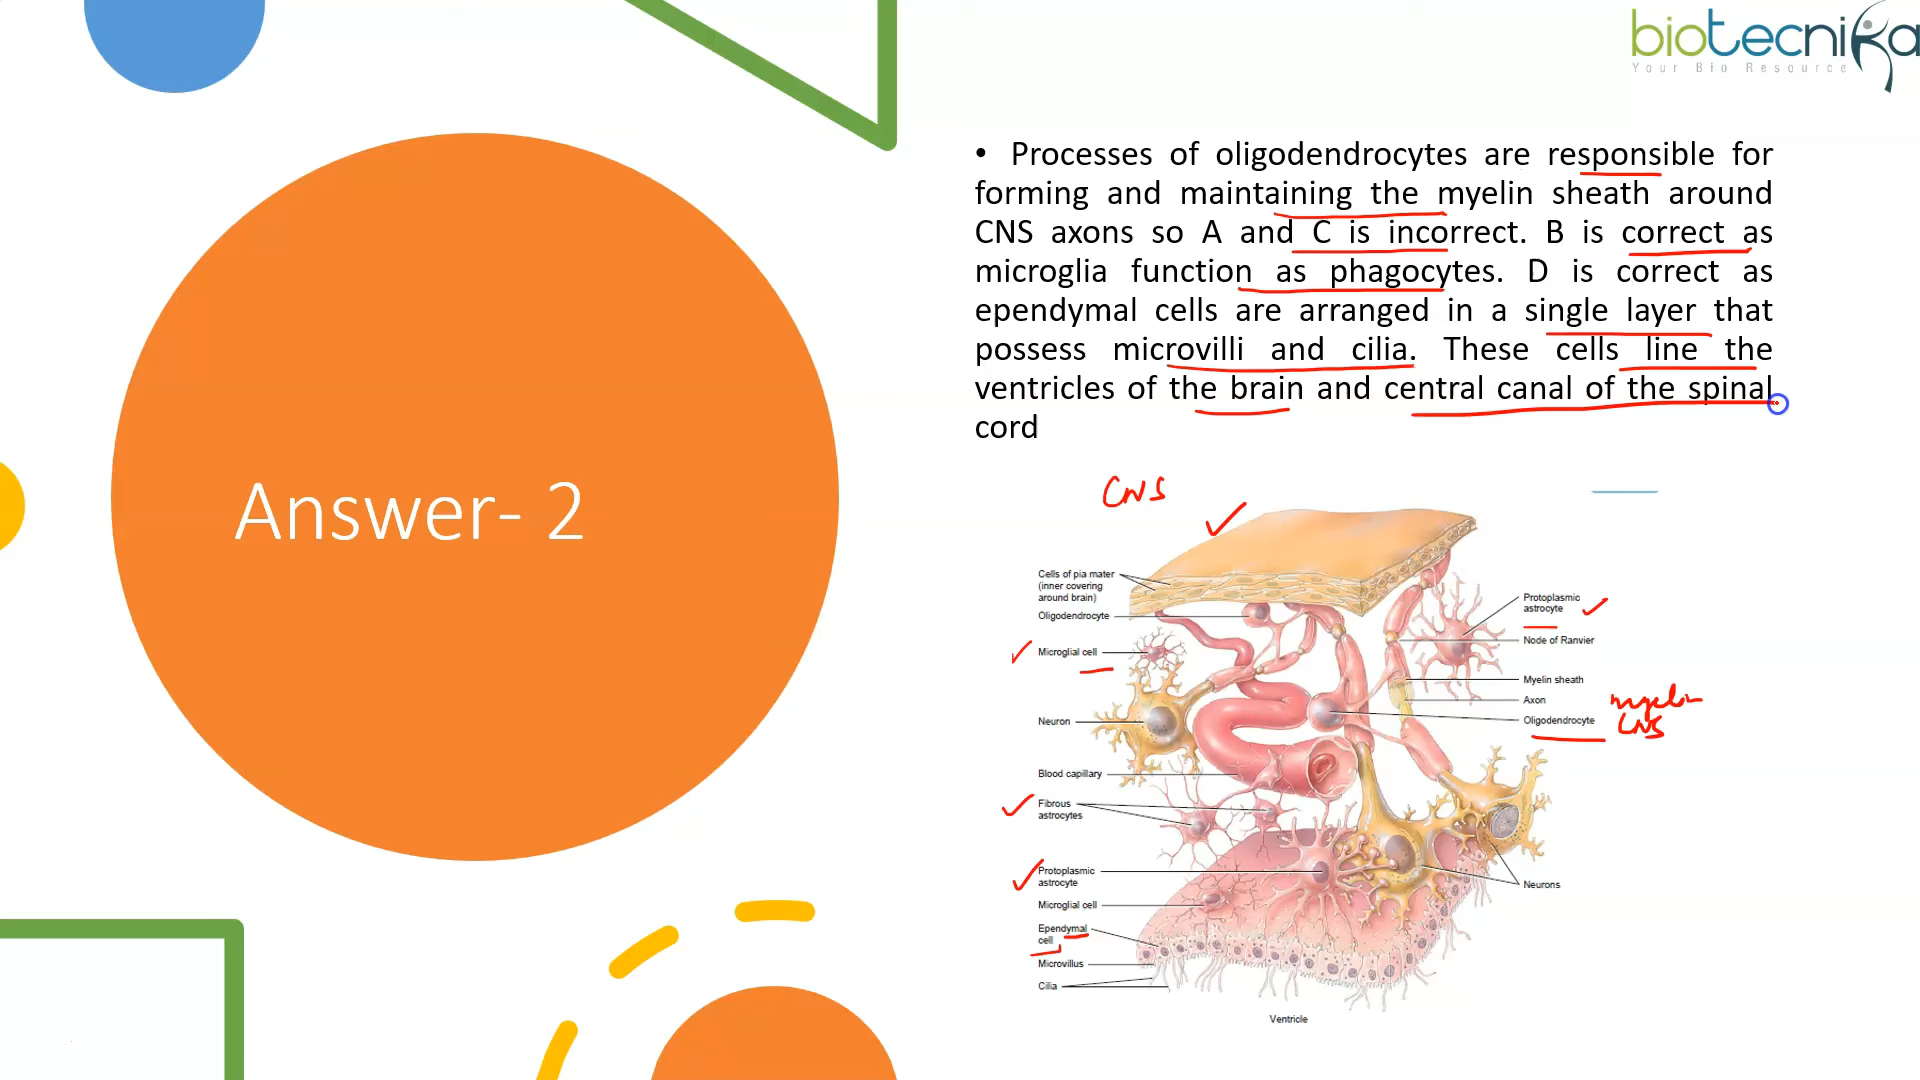 biotecnika
Your Bio Resource
• Processes of oligodendrocytes are responsible for
forming and maintaining the myelin sheath around
CNS axons so A and C is incorrect. B is correct as
microglia function as phagocytes. D is correct as
ependymal cells are arranged in a single layer that
possess microvilli and cilia. These cells line the
ventricles of the brain and central canal of the spinal
cord
Answer- 2
CNS
Cells of pia mater
(inner covering
around brain)
Oligodendrocyte
Microglial cell
Neuron
Blood capillary
Fibrous
astrocytes
Protoplasmic
astrocyte
Microglial cell
Ependymal
cell
Microvillus
Cilia
Protoplasmic
astrocyte
Node of Ranvier
Myelin sheath
Axon
Oligodendrocyte
myelin
CNS
Neurons
Ventricle